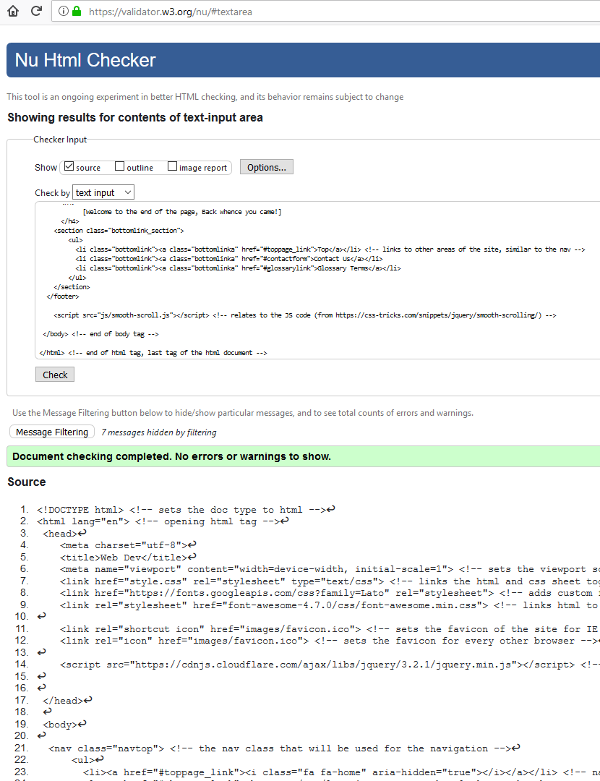 https://validator.w3.org/nu/#textarea
Nu Html Checker
This tool is an ongoing experiment in better HTML checking, and its behavior remains subject to change
Showing results for contents of text-input area
Checker Input
Show source outline image report Options...
Check by text input
[Welcome to the end of the page, Back whence you came!]
</h4>
<section class="bottomlink_section">
<ul>
<li class="bottomlink"><a class="bottomlinka" href="#toppage_link">Top</a></li> <!-- links to other areas of the site, similar to the nav -->
<li class="bottomlink"><a class="bottomlinka" href="#contactform">Contact Us</a></li>
<li class="bottomlink"><a class="bottomlinka" href="#glossarylink">Glossary Terms</a></li>
</ul>
</section>
</footer>
<script src="js/smooth-scroll.js"></script> <!-- relates to the JS code (from https://css-tricks.com/snippets/jquery/smooth-scrolling/) -->
</body> <!-- end of body tag -->
</html> <!-- end of html tag, last tag of the html document -->
Check
Use the Message Filtering button below to hide/show particular messages, and to see total counts of errors and warnings.
Message Filtering 7 messages hidden by filtering
Document checking completed. No errors or warnings to show.
Source
1. <!DOCTYPE html> <!-- sets the doc type to html -->↩
2. <html lang="en"> <!-- opening html tag -->↩
3. <head>↩
4. <meta charset="utf-8">↩
5. <title>Web Dev</title>↩
6. <meta name="viewport" content="width=device-width, initial-scale=1"> <!-- sets the viewport sc
7. <link href="style.css" rel="stylesheet" type="text/css"> <!-- links the html and css sheet tog
8. <link href="https://fonts.googleapis.com/css?family=Lato" rel="stylesheet"> <!-- adds custom
9. <link rel="stylesheet" href="font-awesome-4.7.0/css/font-awesome.min.css"> <!-- links html to
10. ↩
11. <link rel="shortcut icon" href="images/favicon.ico"> <!-- sets the favicon of the site for IE
12. <link rel="icon" href="images/favicon.ico"> <!-- sets the favicon for every other browser -->↩
13. ↩
14. <script src="https://cdnjs.cloudflare.com/ajax/libs/jquery/3.2.1/jquery.min.js"></script> <!--
15. ↩
16. ↩
17. </head>↩
18. ↩
19. <body>↩
20. ↩
21. <nav class="navtop"> <!-- the nav class that will be used for the navigation -->↩
22. <ul>↩
23. <li><a href="#toppage_link"><i class="fa fa-home" aria-hidden="true"></i></a></li> <!-- na